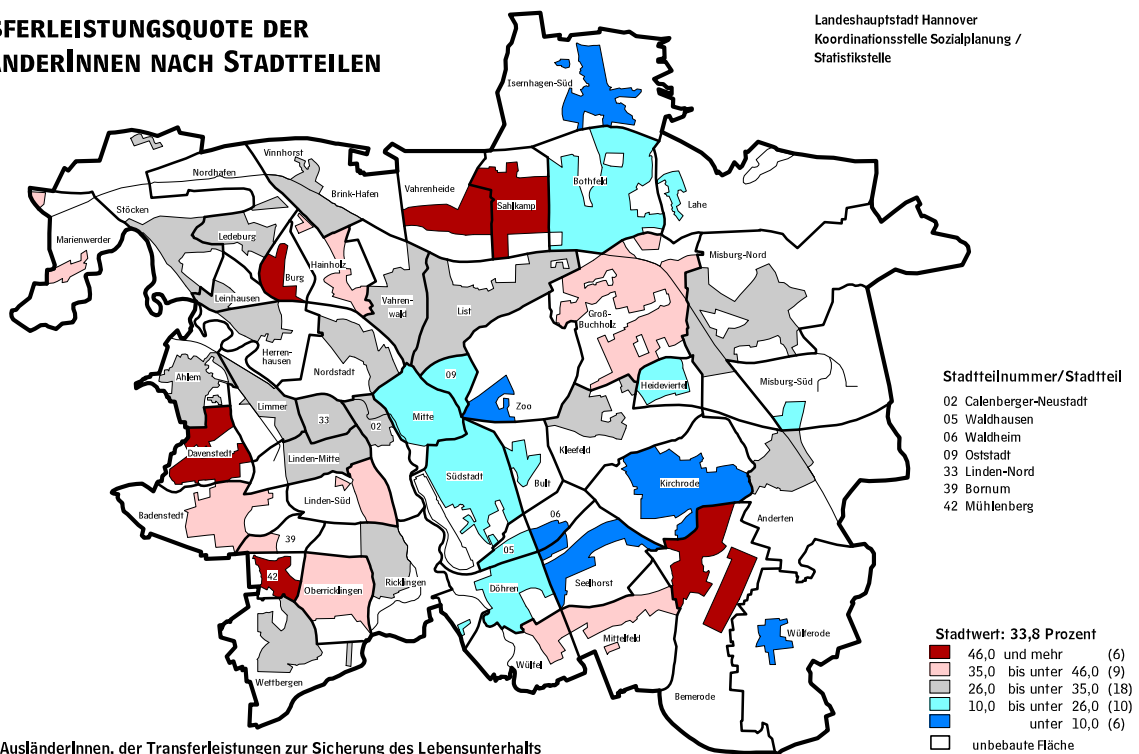 SFERLEISTUNGSQUOTE DER
NDERINNEN NACH STADTTEILEN
Landeshauptstadt Hannover
Koordinationsstelle Sozialplanung /
Statistikstelle
Isernhagen-Süd
Vinnhorst
Nordhafen
Brink-Hafen
Vahrenheide
Sahlkamp
Bothfeld
Lahe
Stöcken
Marienwerder
Ledeburg
Burg
Hainholz
Leinhausen
Vahren-
wald
List
Groß-
Buchholz
Misburg-Nord
Herren-
hausen
Nordstadt
Ahlem
Limmer
33
02
09
Mitte
Zoo
Heideviertel
Misburg-Süd
Davenstedt
Linden-Mitte
Kleefeld
Südstadt
Bult
Kirchrode
Badenstedt
Linden-Süd
Anderten
39
06
05
42
Oberricklingen
Ricklingen
Döhren
Seelhorst
Wülfel
Mittelfeld
Wülferode
Wettbergen
Bemerode
Stadtteilnummer/Stadtteil
02 Calenberger-Neustadt
05 Waldhausen
06 Waldheim
09 Oststadt
33 Linden-Nord
39 Bornum
42 Mühlenberg
Stadtwert: 33,8 Prozent
46,0 und mehr (6)
35,0 bis unter 46,0 (9)
26,0 bis unter 35,0 (18)
10,0 bis unter 26,0 (10)
unter 10,0 (6)
unbebaute Fläche
AusländerInnen, der Transferleistungen zur Sicherung des Lebensunterhalts